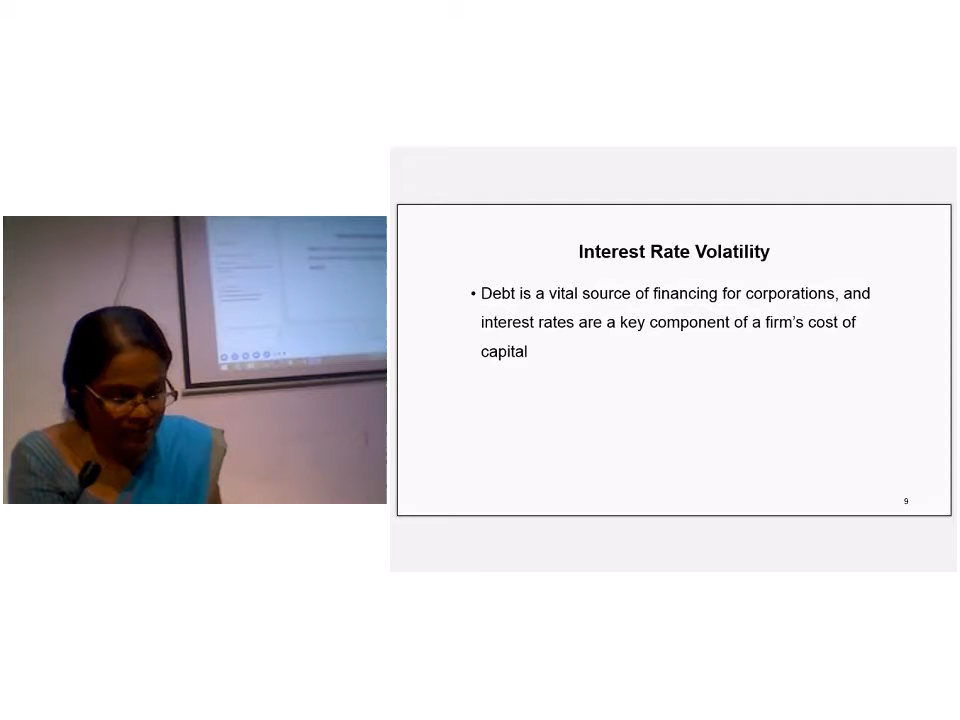 Interest Rate Volatility
• Debt is a vital source of financing for corporations, and
interest rates are a key component of a firm's cost of
capital
9